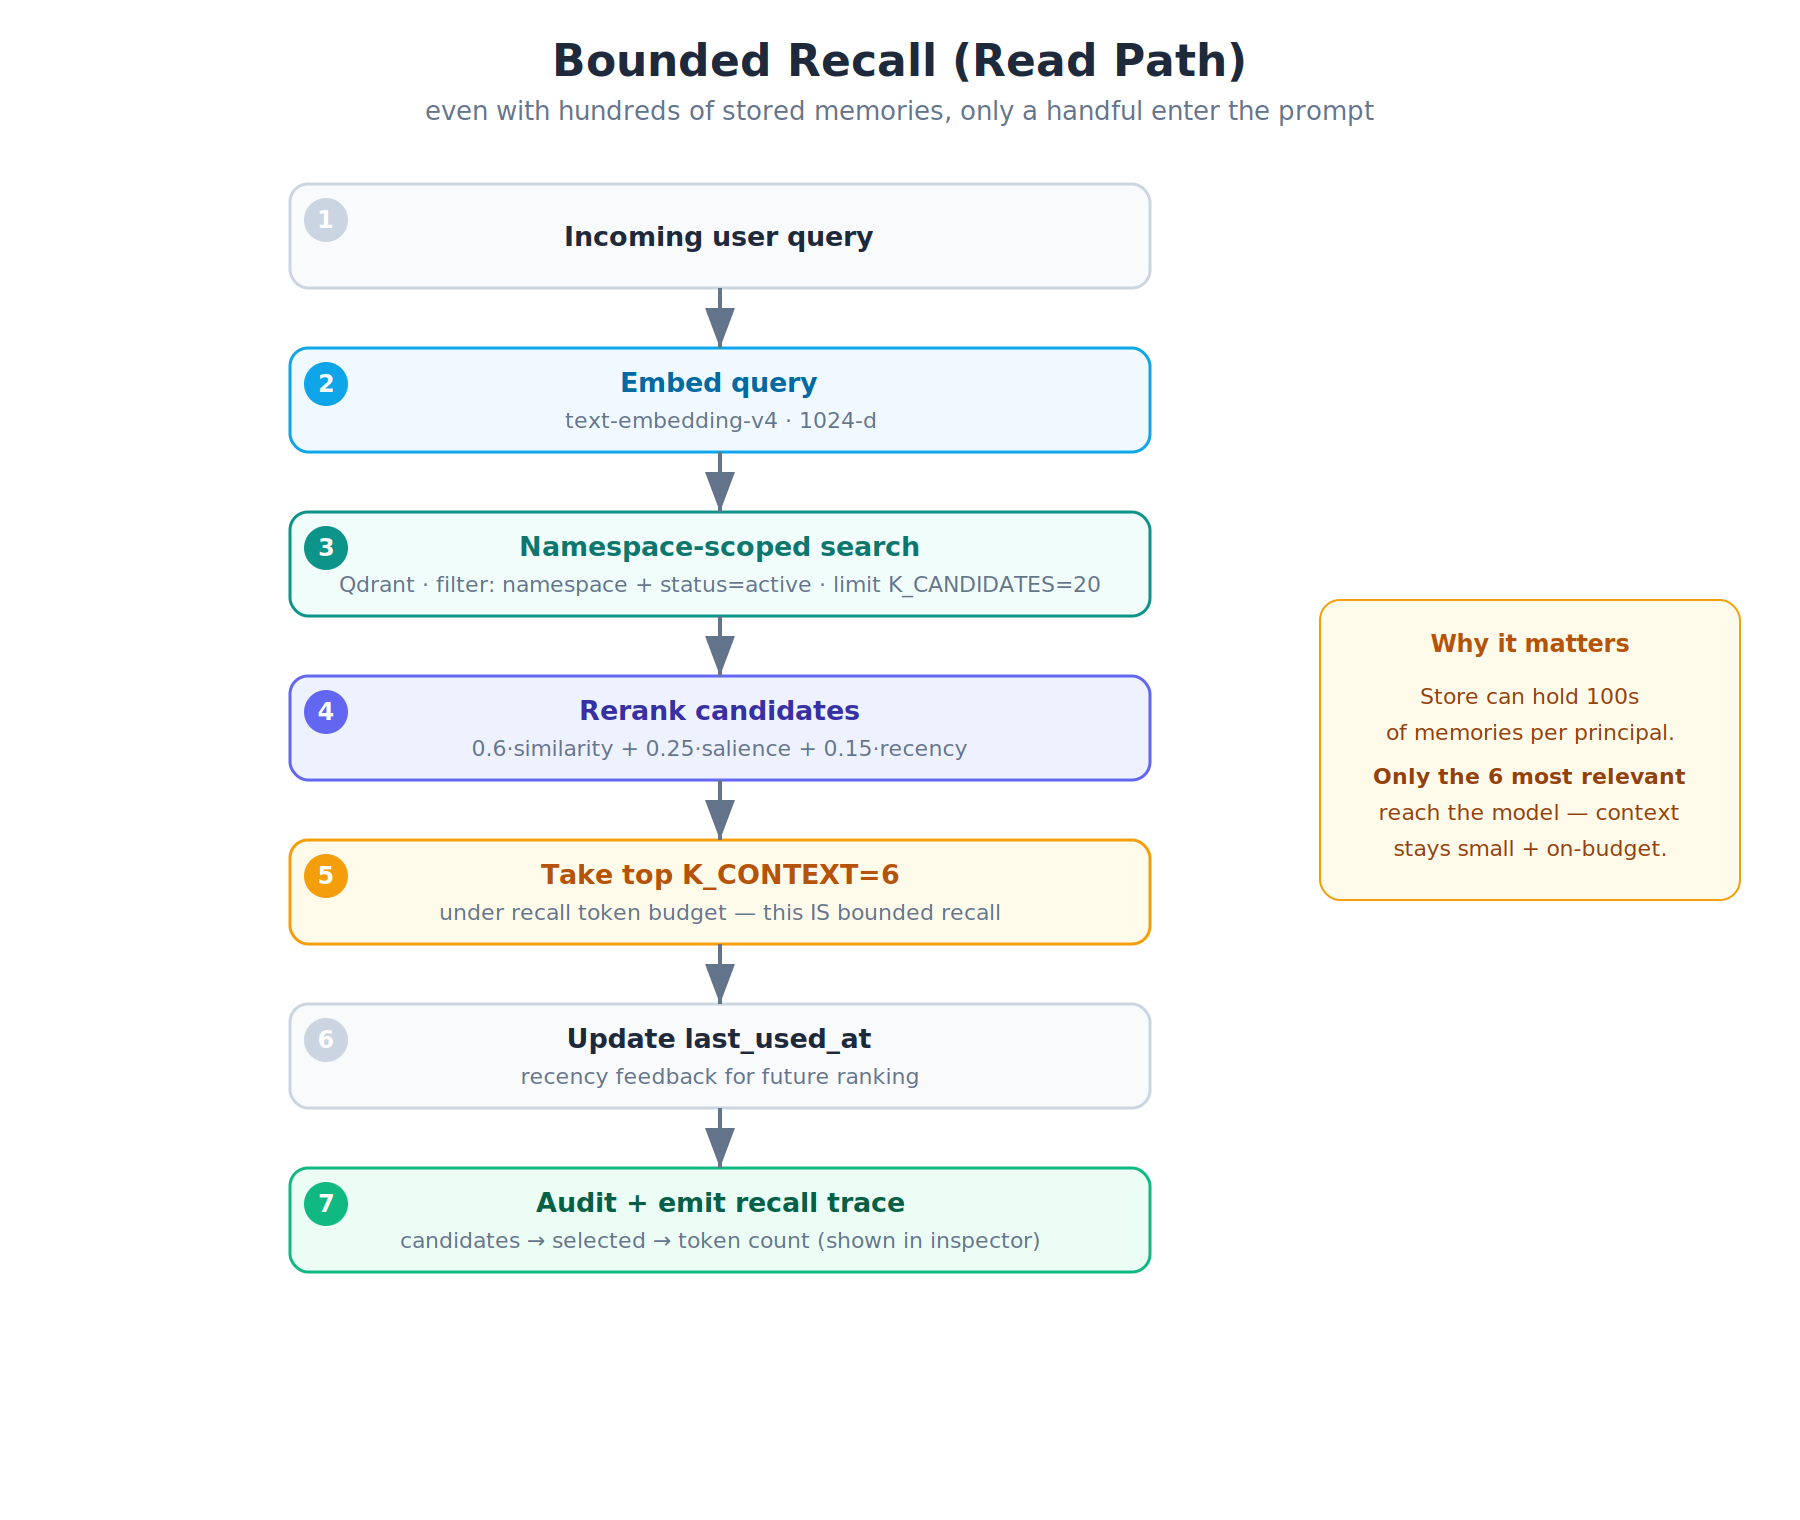 Bounded Recall (Read Path)
even with hundreds of stored memories, only a handful enter the prompt
1
Incoming user query
2
Embed query
text-embedding-v4 · 1024-d
3
Namespace-scoped search
Qdrant · filter: namespace + status=active · limit K_CANDIDATES=20
4
Rerank candidates
0.6·similarity + 0.25·salience + 0.15·recency
5
Take top K_CONTEXT=6
under recall token budget — this IS bounded recall
6
Update last_used_at
recency feedback for future ranking
7
Audit + emit recall trace
candidates → selected → token count (shown in inspector)
Why it matters
Store can hold 100s
of memories per principal.
Only the 6 most relevant
reach the model — context
stays small + on-budget.